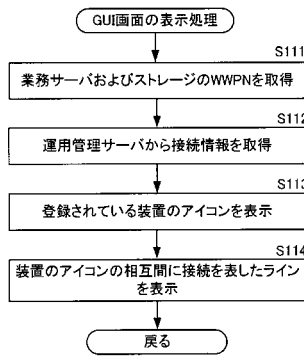 GUI画面の表示処理
S111
業務サーバおよびストレージのWWPNを取得
S112
運用管理サーバから接続情報を取得
S113
登録されている装置のアイコンを表示
S114
装置のアイコンの相互間に接続を表したライン
を表示
戻る